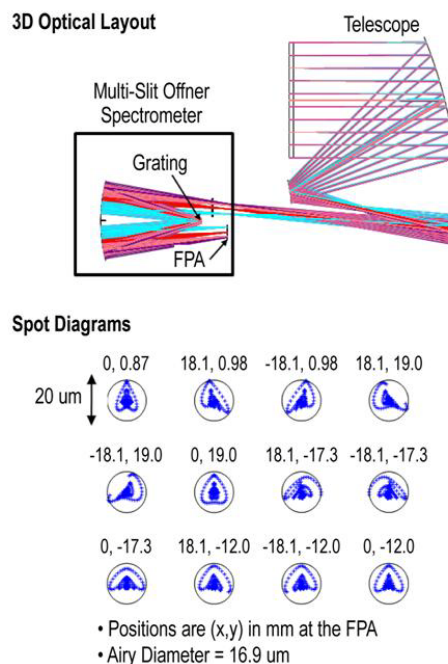 3D Optical Layout
Telescope
Multi-Slit Offner
Spectrometer
Grating
FPA
Spot Diagrams
0, 0.87 18.1, 0.98 -18.1, 0.98 18.1, 19.0
20 um
-18.1, 19.0 0, 19.0 18.1, -17.3 -18.1, -17.3
0, -17.3 18.1, -12.0 -18.1, -12.0 0, -12.0
• Positions are (x,y) in mm at the FPA
• Airy Diameter = 16.9 um